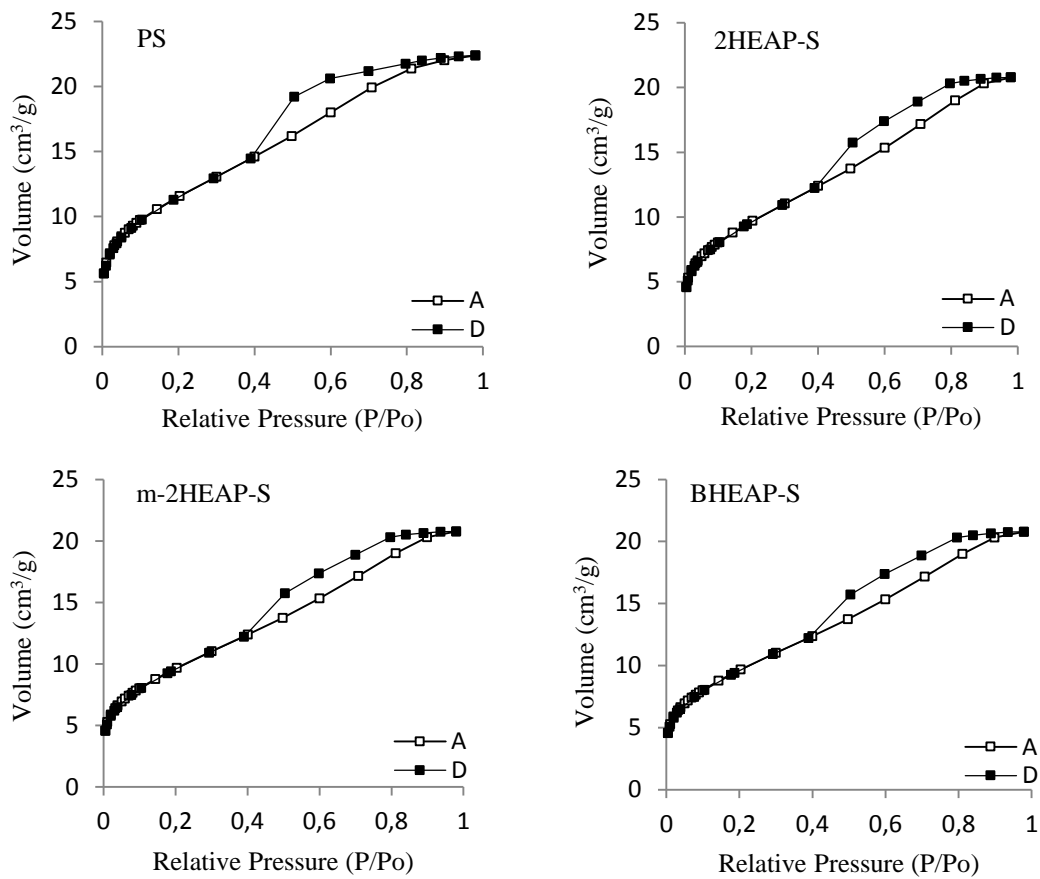 PS
Volume (cm³/g)
25
20
15
10
5
0
A
D
0 0,2 0,4 0,6 0,8 1
Relative Pressure (P/Po)
2HEAP-S
Volume (cm³/g)
25
20
15
10
5
0
A
D
0 0,2 0,4 0,6 0,8 1
Relative Pressure (P/Po)
m-2HEAP-S
Volume (cm³/g)
25
20
15
10
5
0
A
D
0 0,2 0,4 0,6 0,8 1
Relative Pressure (P/Po)
BHEAP-S
Volume (cm³/g)
25
20
15
10
5
0
A
D
0 0,2 0,4 0,6 0,8 1
Relative Pressure (P/Po)